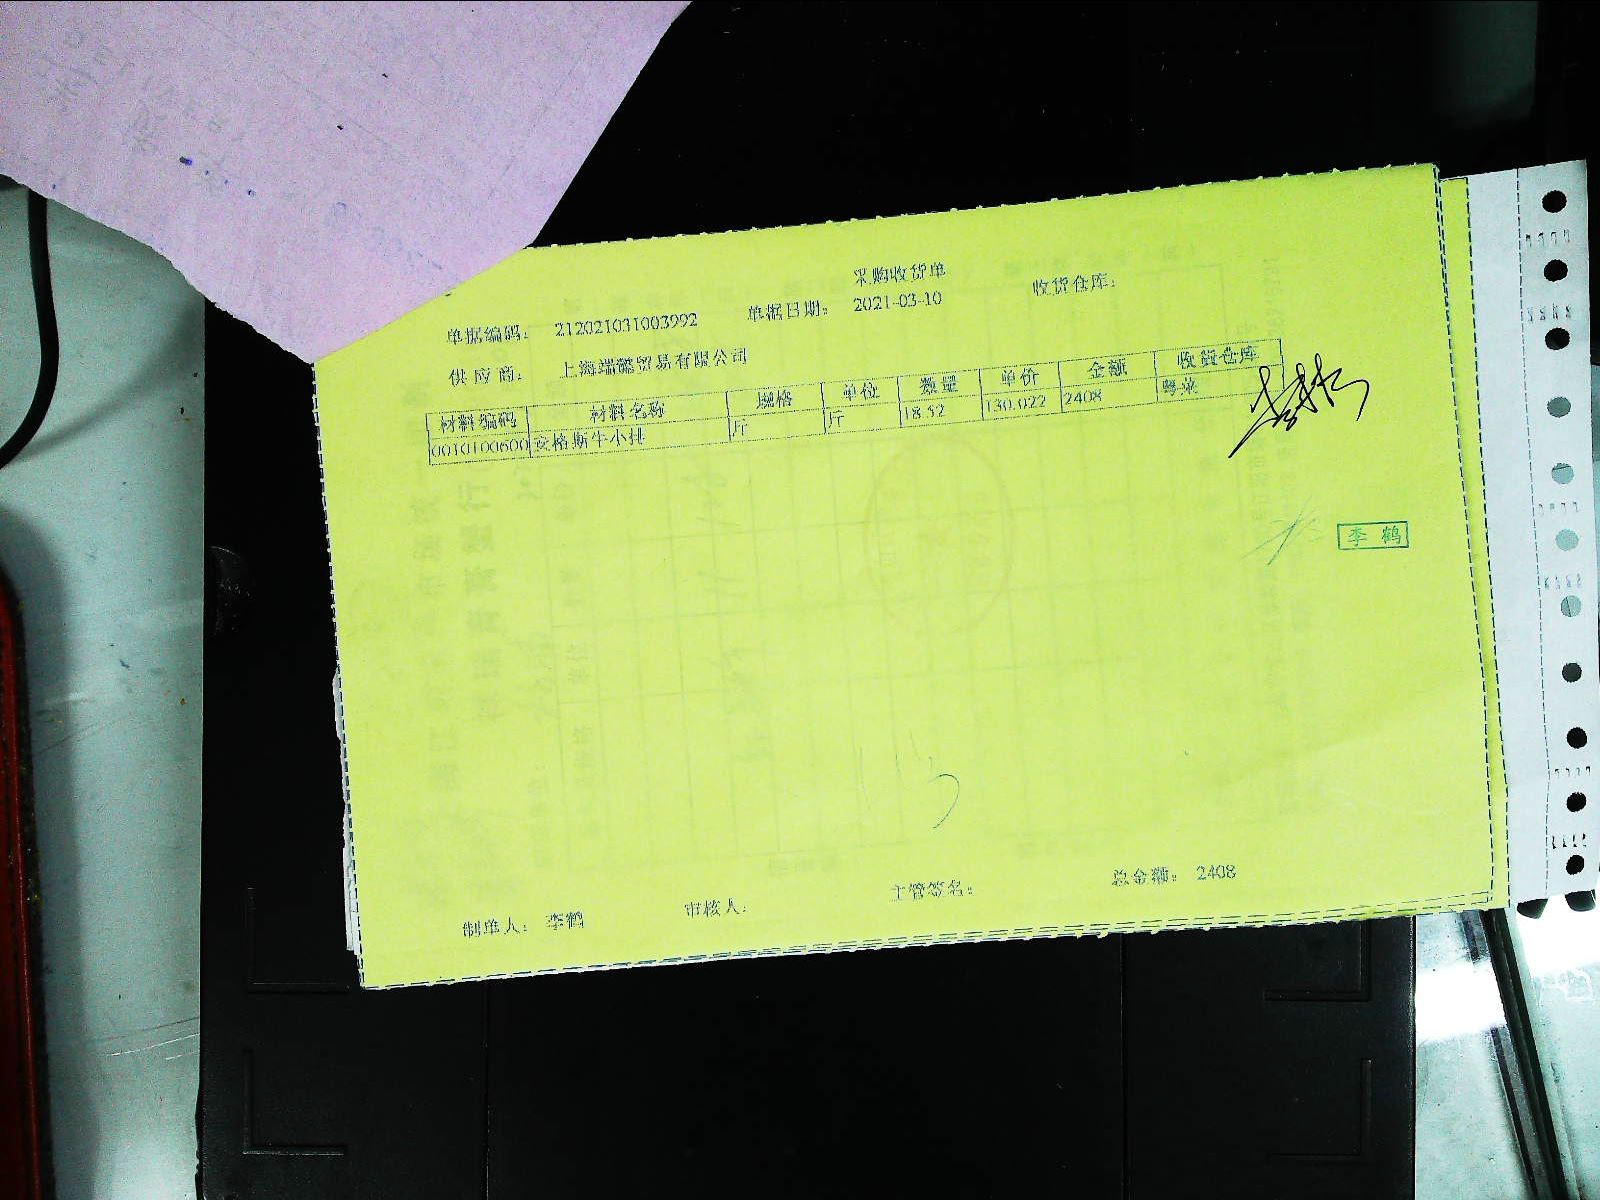 采购收货单
单据编码： 212021031003992 单据日期： 2021-03-10 收货仓库：
供应商： 上海端懿贸易有限公司
材料编码 材料名称 规格 单位 数量 单价 金额 收货仓库
0010100600 安格斯牛小排 斤 斤 18.52 130.022 2408 粤菜
李鹤
制单人： 李鹤 审核人： 主管签名： 总金额： 2408